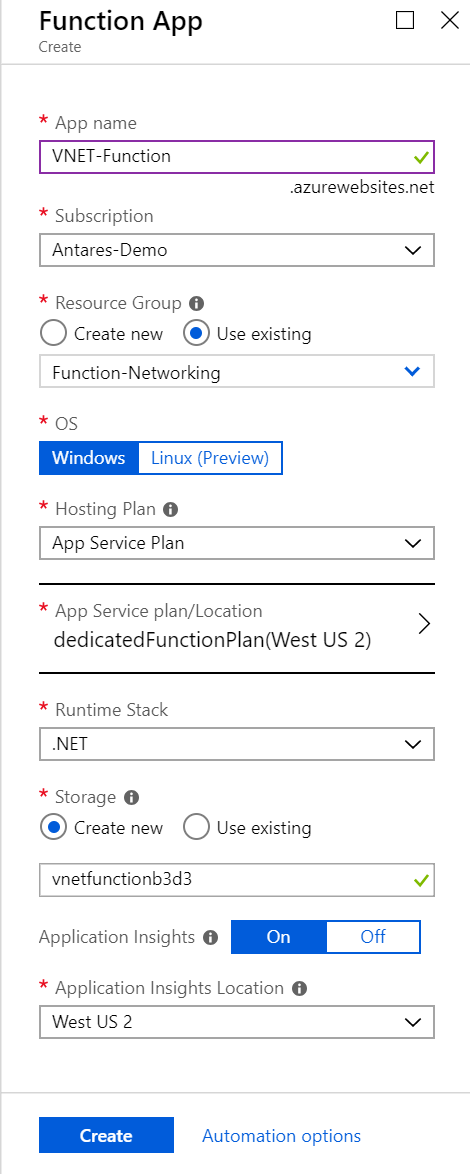 Function App
Create
* App name
VNET-Function
.azurewebsites.net
* Subscription
Antares-Demo
* Resource Group
Create new Use existing
Function-Networking
* OS
Windows Linux (Preview)
* Hosting Plan
App Service Plan
* App Service plan/Location
dedicatedFunctionPlan(West US 2)
* Runtime Stack
.NET
* Storage
Create new Use existing
vnetfunctionb3d3
Application Insights On Off
* Application Insights Location
West US 2
Create Automation options